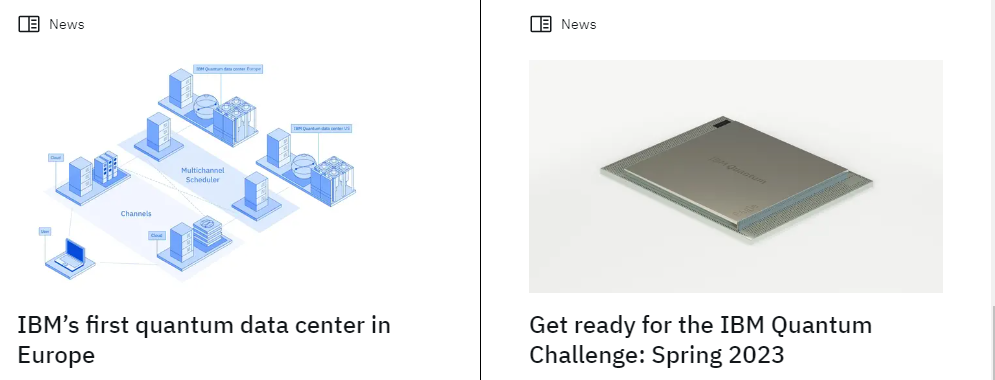 News
IBM Quantum data center Europe
IBM Quantum data center US
Cloud
Multichannel
Scheduler
Channels
User
Cloud
IBM's first quantum data center in
Europe
News
IBM Quantum
Get ready for the IBM Quantum
Challenge: Spring 2023